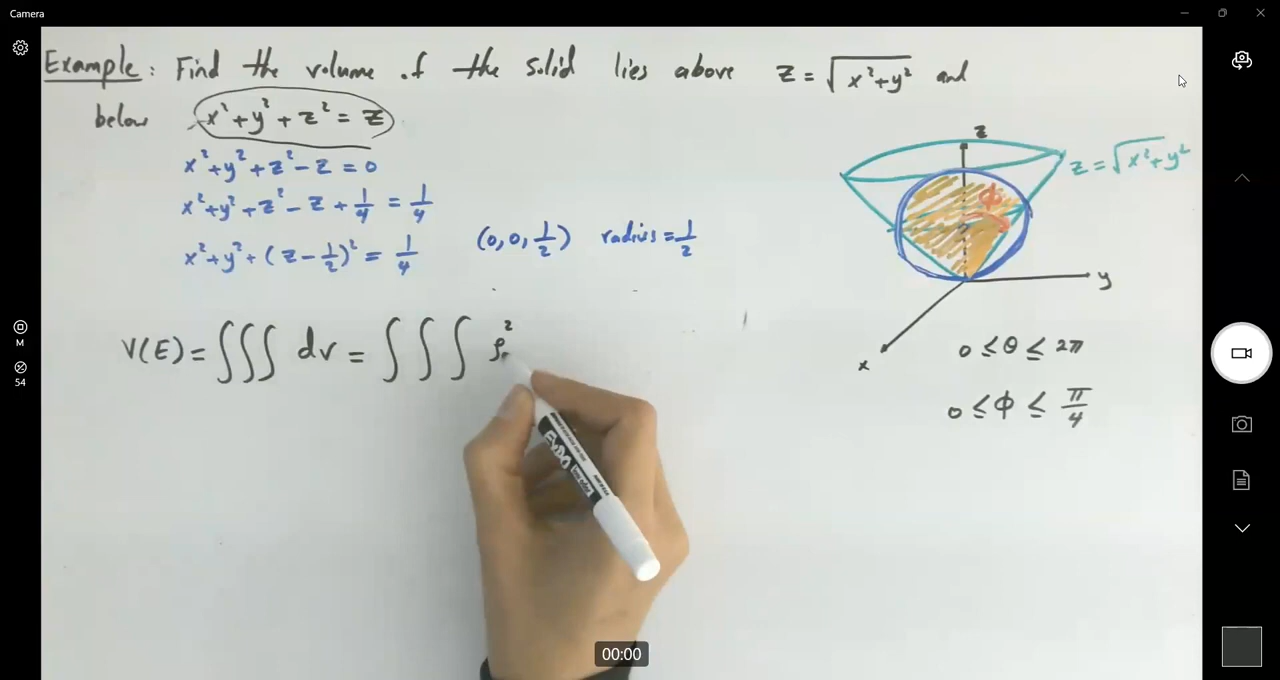 Camera
Example: Find the volume of the solid lies above z = √(x²+y²) and
below x²+y²+z² = z
x²+y²+z²-z=0
x²+y²+z²-z+1/4 = 1/4
x²+y²+(z-1/2)² = 1/4 (0,0,1/2) radius=1/2
z
z=√(x²+y²)
ϕ
y
x
V(E)=∫∫∫ dv = ∫ ∫ ∫ ρ²
0 ≤ θ ≤ 2π
0 ≤ ϕ ≤ π/4
M
54
EXPO
00:00